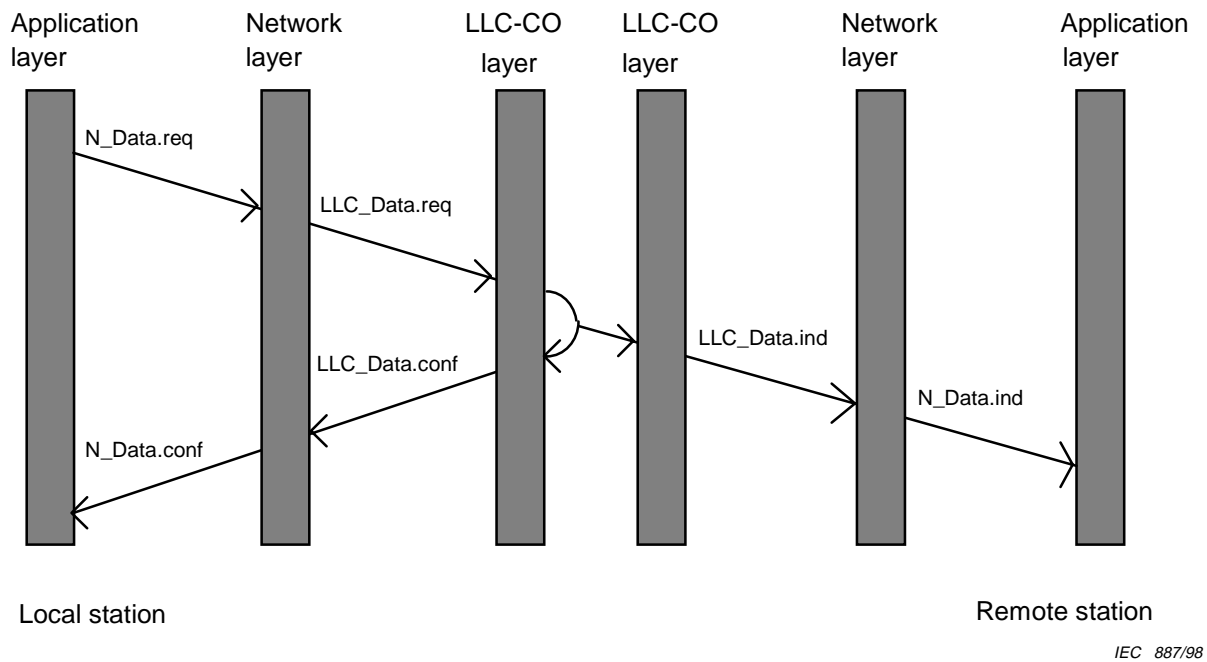 Application layer
Network layer
LLC-CO layer
LLC-CO layer
Network layer
Application layer
N_Data.req
LLC_Data.req
LLC_Data.ind
LLC_Data.conf
N_Data.ind
N_Data.conf
Local station
Remote station
IEC 887/98